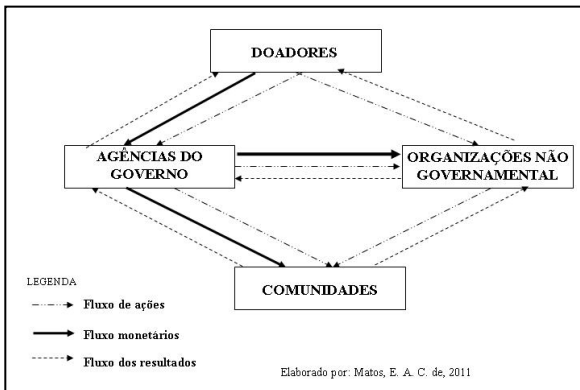 DOADORES
AGÊNCIAS DO
GOVERNO
ORGANIZAÇÕES NÃO
GOVERNAMENTAL
COMUNIDADES
LEGENDA
Fluxo de ações
Fluxo monetários
Fluxo dos resultados
Elaborado por: Matos, E. A. C. de, 2011